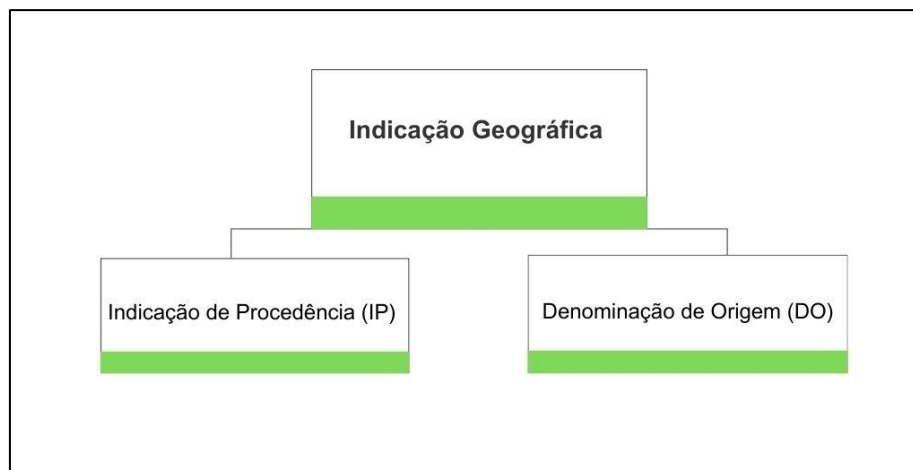 Indicação Geográfica
Indicação de Procedência (IP)
Denominação de Origem (DO)